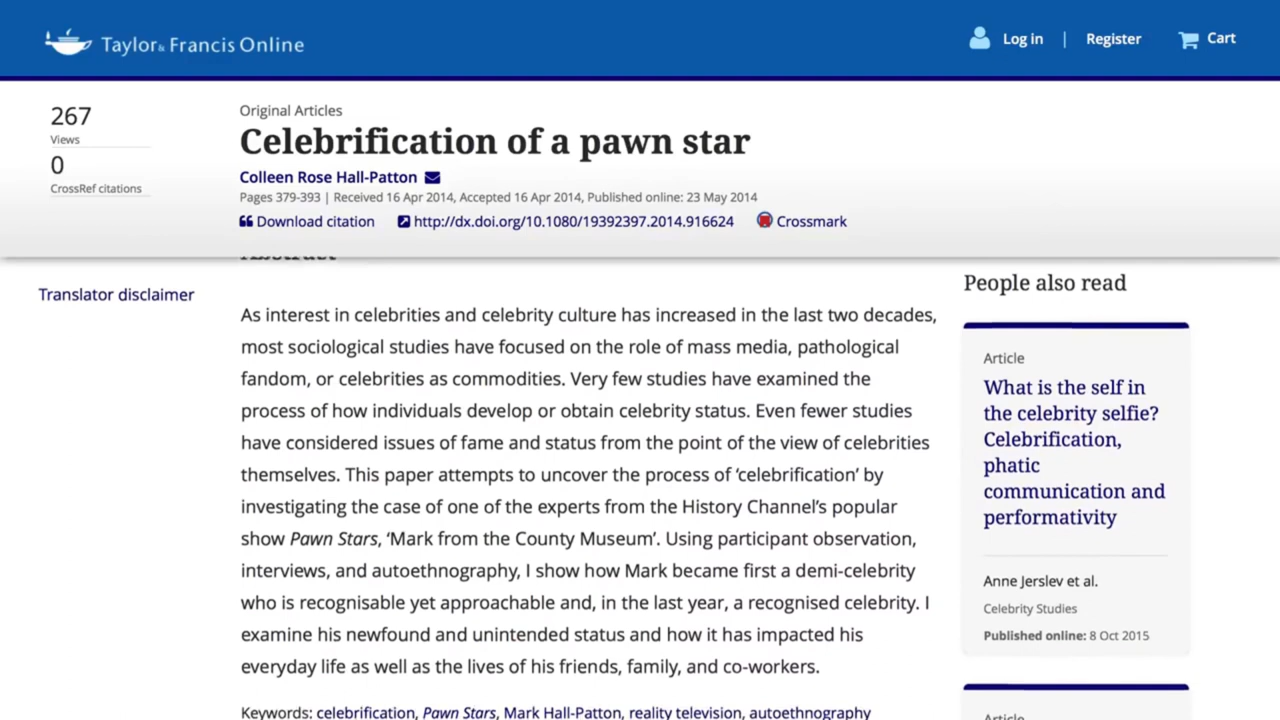 Taylor & Francis Online
Log in | Register Cart
267
Views
0
CrossRef citations
Original Articles
Celebrification of a pawn star
Colleen Rose Hall-Patton
Pages 379-393 | Received 16 Apr 2014, Accepted 16 Apr 2014, Published online: 23 May 2014
Download citation http://dx.doi.org/10.1080/19392397.2014.916624 Crossmark
Abstract
Translator disclaimer
As interest in celebrities and celebrity culture has increased in the last two decades,
most sociological studies have focused on the role of mass media, pathological
fandom, or celebrities as commodities. Very few studies have examined the
process of how individuals develop or obtain celebrity status. Even fewer studies
have considered issues of fame and status from the point of the view of celebrities
themselves. This paper attempts to uncover the process of ‘celebrification’ by
investigating the case of one of the experts from the History Channel’s popular
show Pawn Stars, ‘Mark from the County Museum’. Using participant observation,
interviews, and autoethnography, I show how Mark became first a demi-celebrity
who is recognisable yet approachable and, in the last year, a recognised celebrity. I
examine his newfound and unintended status and how it has impacted his
everyday life as well as the lives of his friends, family, and co-workers.
Keywords: celebrification, Pawn Stars, Mark Hall-Patton, reality television, autoethnography
People also read
Article
What is the self in
the celebrity selfie?
Celebrification,
phatic
communication and
performativity
Anne Jerslev et al.
Celebrity Studies
Published online: 8 Oct 2015
Article